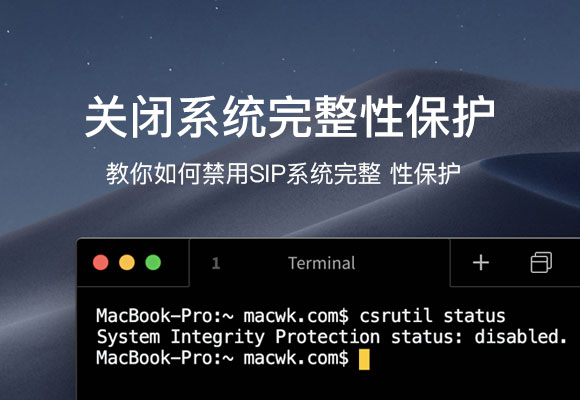 关闭系统完整性保护
教你如何禁用SIP系统完整 性保护
1 Terminal
MacBook-Pro:~ macwk.com$ csrutil status
System Integrity Protection status: disabled.
MacBook-Pro:~ macwk.com$